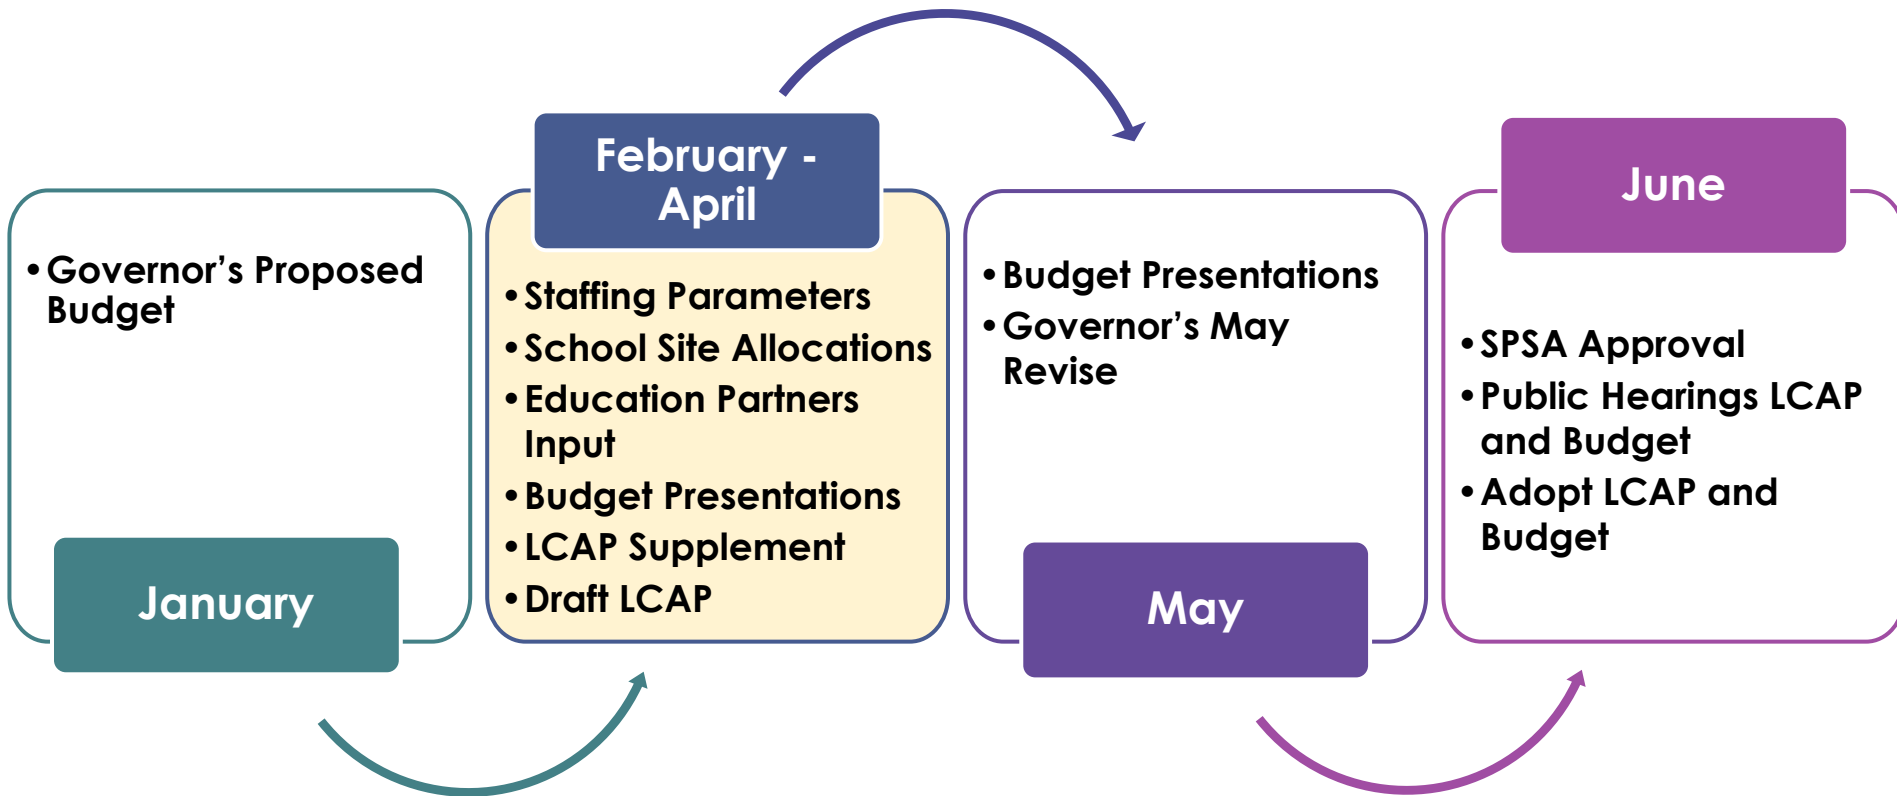 • Governor’s Proposed
Budget
January
February -
April
• Staffing Parameters
• School Site Allocations
• Education Partners
Input
• Budget Presentations
• LCAP Supplement
• Draft LCAP
• Budget Presentations
• Governor’s May
Revise
May
June
• SPSA Approval
• Public Hearings LCAP
and Budget
• Adopt LCAP and
Budget